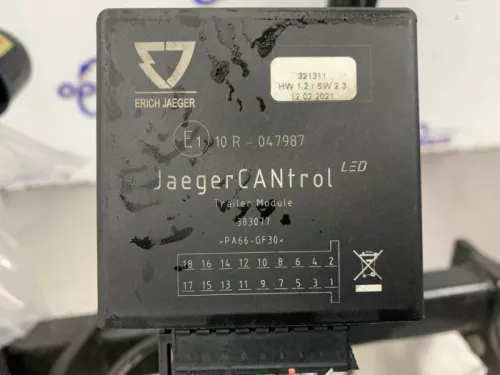 ERICH JAEGER
321311
HW 1.2 / SW 2.3
12.02.2021
E1 10 R - 047987
JaegerCANtrol LED
Trailer Module
383077
>PA66-GF30<
18 16 14 12 10 8 6 4 2
17 15 13 11 9 7 5 3 1